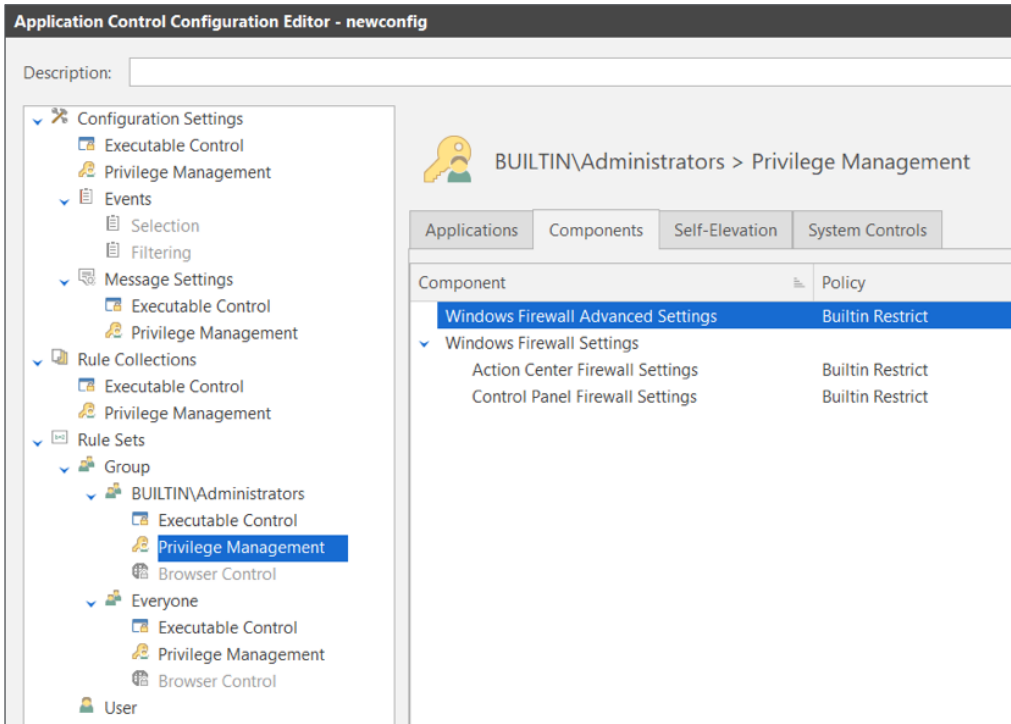 Application Control Configuration Editor - newconfig
Description:
Configuration Settings
Executable Control
Privilege Management
Events
Selection
Filtering
Message Settings
Executable Control
Privilege Management
Rule Collections
Executable Control
Privilege Management
Rule Sets
Group
BUILTIN\Administrators
Executable Control
Privilege Management
Browser Control
Everyone
Executable Control
Privilege Management
Browser Control
User
BUILTIN\Administrators > Privilege Management
Applications Components Self-Elevation System Controls
Component Policy
Windows Firewall Advanced Settings Builtin Restrict
Windows Firewall Settings
Action Center Firewall Settings Builtin Restrict
Control Panel Firewall Settings Builtin Restrict